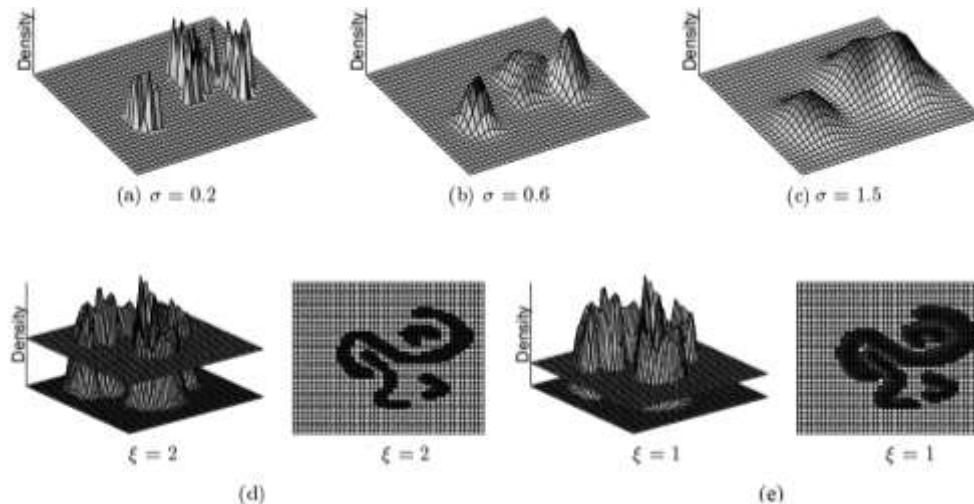 Density
Density
Density
(a) σ = 0.2
(b) σ = 0.6
(c) σ = 1.5
Density
Density
ξ = 2
ξ = 2
ξ = 1
ξ = 1
(d)
(e)